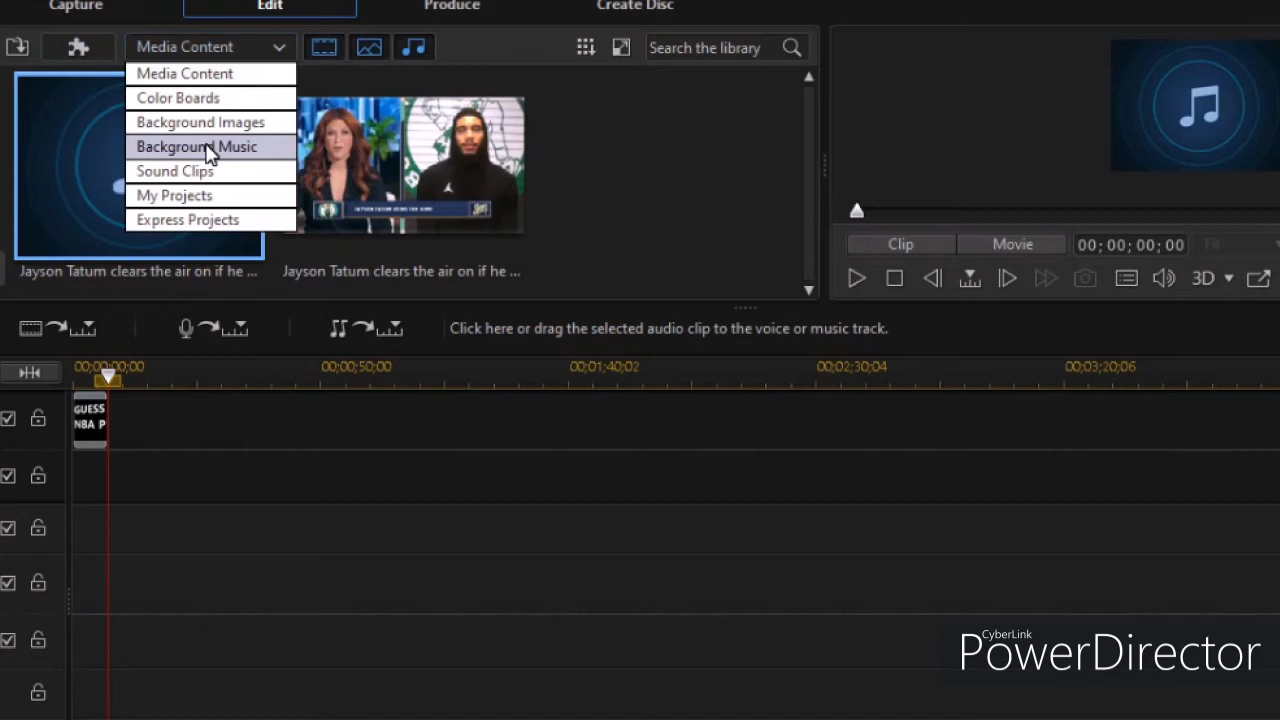 Capture
Edit
Produce
Create Disc
Media Content
Search the library
Media Content
Color Boards
Background Images
Background Music
Sound Clips
My Projects
Express Projects
Jayson Tatum clears the air on if he ...
Jayson Tatum clears the air on if he ...
Clip
Movie
00; 00; 00; 00
Fit
3D
Click here or drag the selected audio clip to the voice or music track.
00;00;00;00
00;00;50;00
00;01;40;02
00;02;30;04
00;03;20;06
GUESS
NBA P
CyberLink
PowerDirector